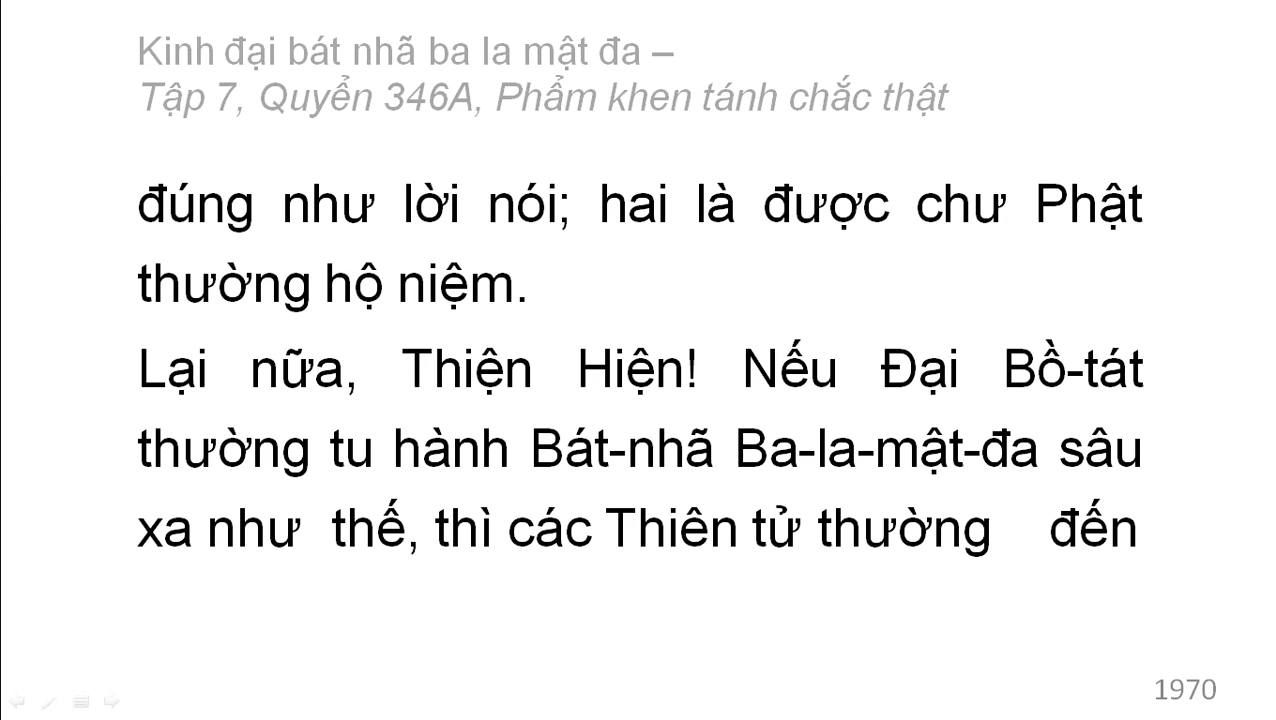 Kinh đại bát nhã ba la mật đa –
Tập 7, Quyển 346A, Phẩm khen tánh chắc thật
đúng như lời nói; hai là được chư Phật
thường hộ niệm.
Lại nữa, Thiện Hiện! Nếu Đại Bồ-tát
thường tu hành Bát-nhã Ba-la-mật-đa sâu
xa như thế, thì các Thiên tử thường đến
1970